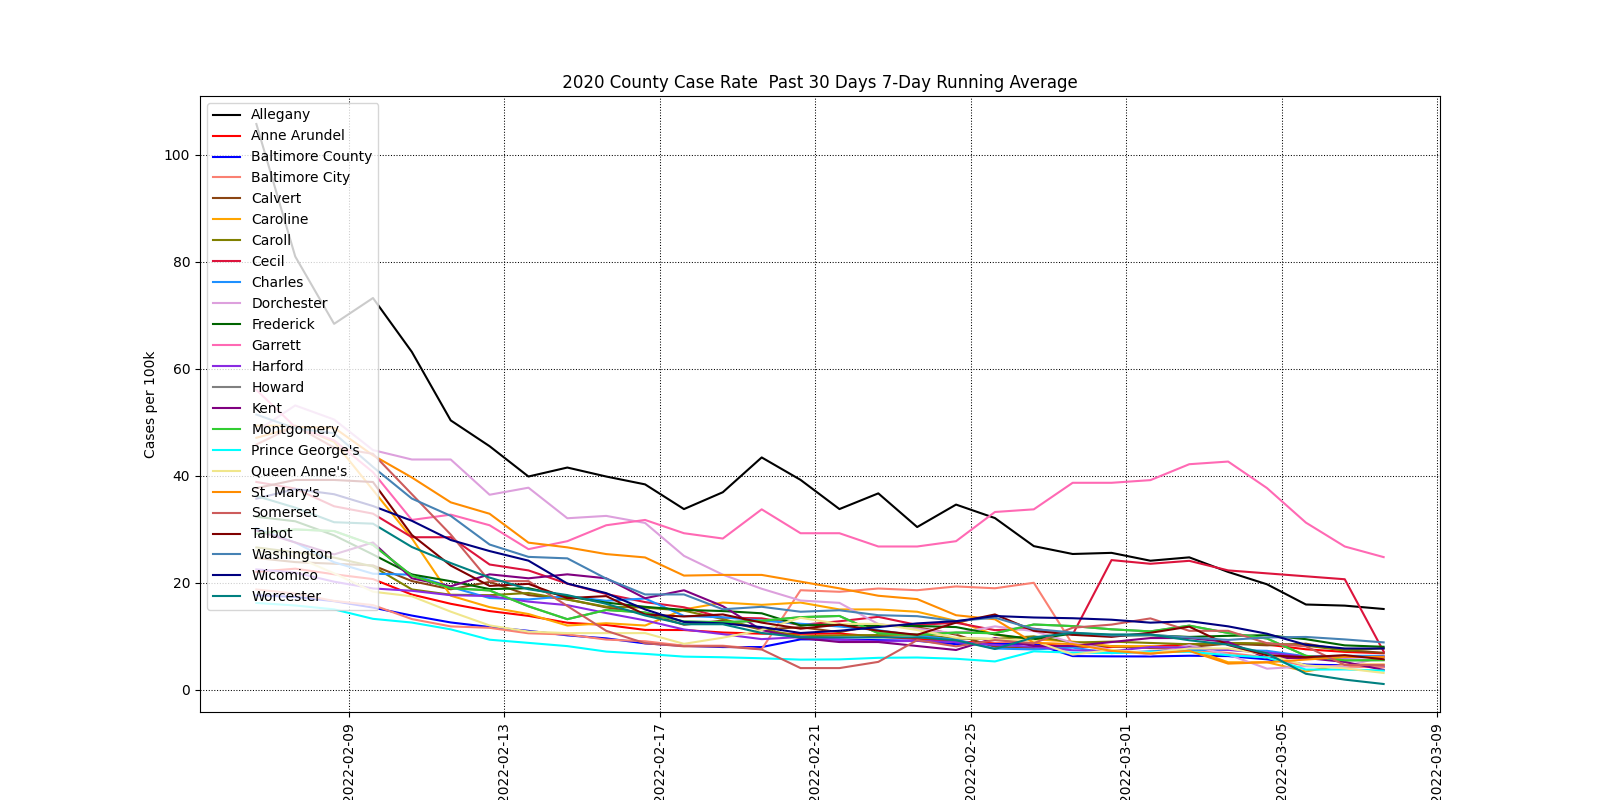 2020 County Case Rate  Past 30 Days 7-Day Running Average
Cases per 100k
100
80
60
40
20
0
Allegany
Anne Arundel
Baltimore County
Baltimore City
Calvert
Caroline
Caroll
Cecil
Charles
Dorchester
Frederick
Garrett
Harford
Howard
Kent
Montgomery
Prince George's
Queen Anne's
St. Mary's
Somerset
Talbot
Washington
Wicomico
Worcester
2022-02-09
2022-02-13
2022-02-17
2022-02-21
2022-02-25
2022-03-01
2022-03-05
2022-03-09